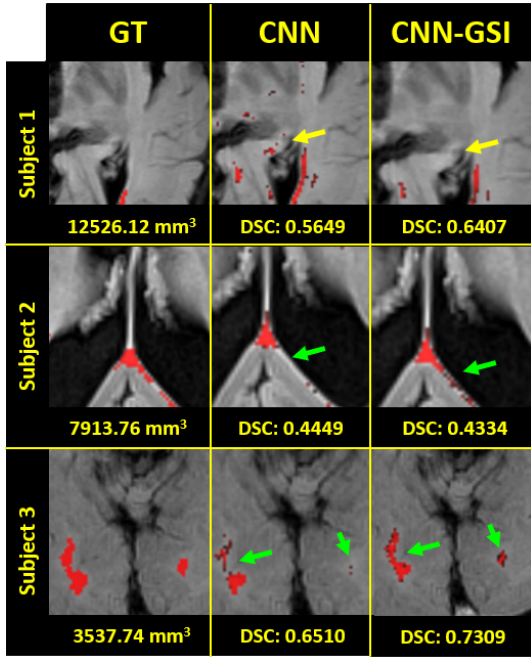 GT CNN CNN-GSI
Subject 1
12526.12 mm³ DSC: 0.5649 DSC: 0.6407
Subject 2
7913.76 mm³ DSC: 0.4449 DSC: 0.4334
Subject 3
3537.74 mm³ DSC: 0.6510 DSC: 0.7309